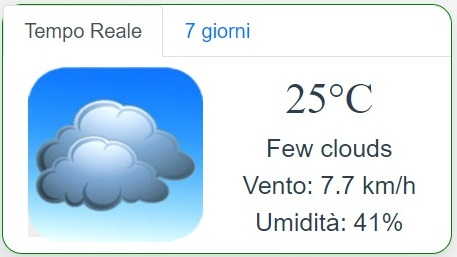 Tempo Reale
7 giorni
25°C
Few clouds
Vento: 7.7 km/h
Umidità: 41%